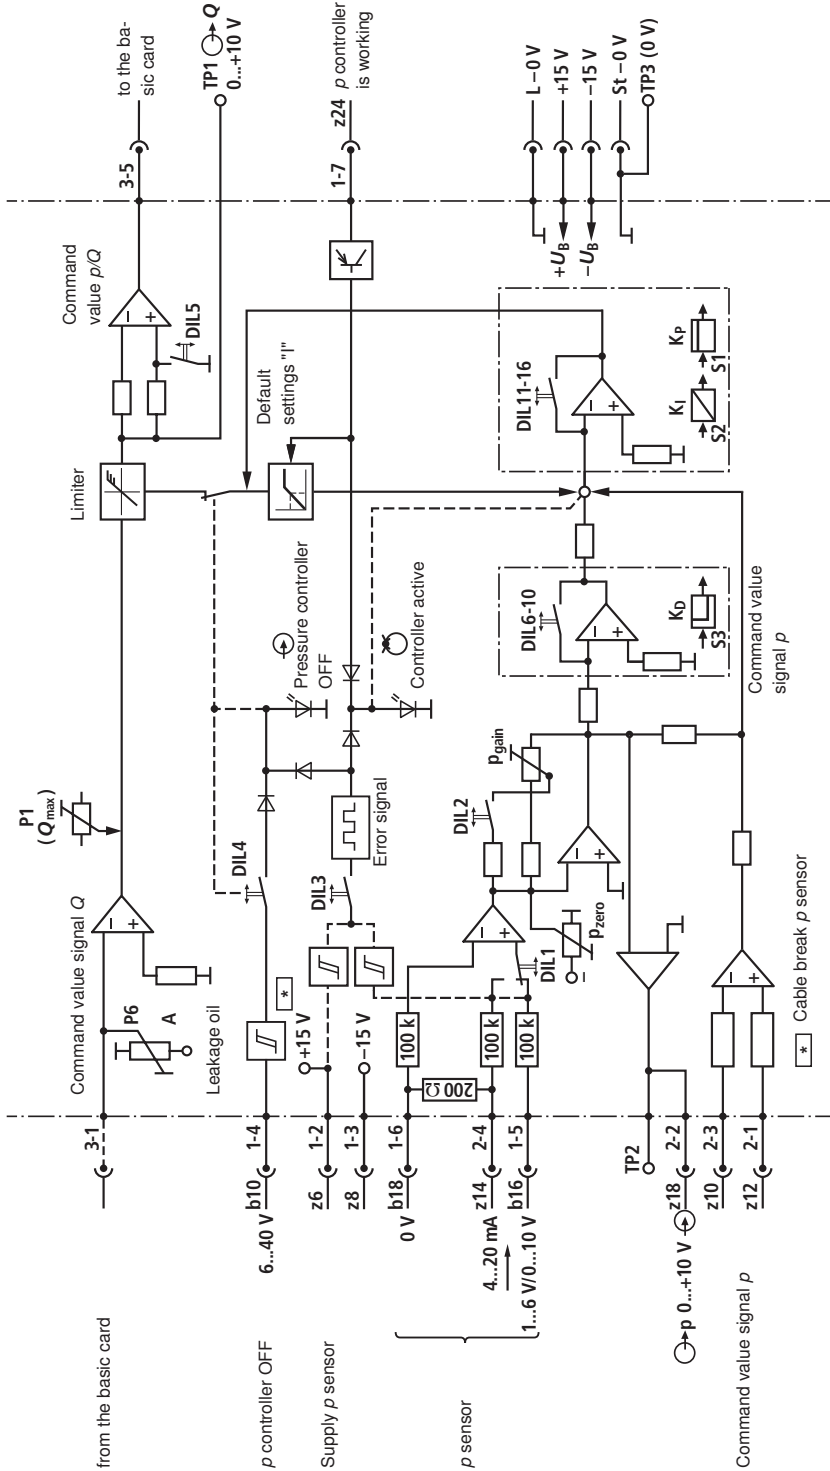 from the basic card
3-1
Command value signal Q
P6
A
Leakage oil
P1
(Qmax)
Limiter
Command
value p/Q
DIL5
3-5
to the ba-
sic card
TP1 Q
0...+10 V
p controller OFF
b10
6...40 V
1-4
*
DIL4
Pressure controller
OFF
Default
settings "I"
Supply p sensor
z6
1-2
+15 V
z8
1-3
–15 V
DIL3
Error signal
Controller active
1-7
z24
p controller
is working
p sensor
b18
0 V
1-6
100 k
200 Ω
z14
2-4
4...20 mA
100 k
b16
1-5
1...6 V/0...10 V
100 k
DIL1
DIL2
pgain
pzero
–
+
DIL6-10
KD
S3
DIL11-16
KI
S2
KP
S1
L–0 V
+UB
+15 V
–UB
–15 V
St–0 V
TP3 (0 V)
TP2
p 0...+10 V
z18
2-2
Command value signal p
z10
2-3
z12
2-1
Command value
signal p
* Cable break p sensor